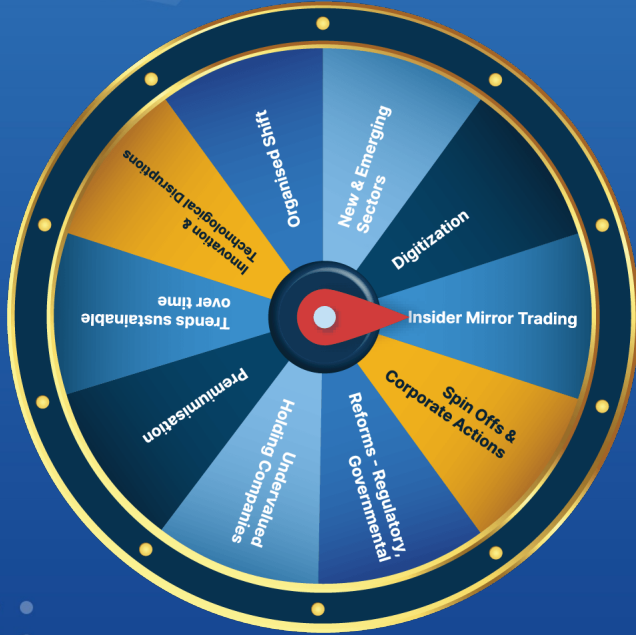 New & Emerging
Sectors
Digitization
Insider Mirror Trading
Spin Offs &
Corporate Actions
Reforms - Regulatory,
Governmental
Undervalued
Holding Companies
Premiumisation
Trends sustainable
over time
Innovation &
Technological Disruptions
Organised Shift